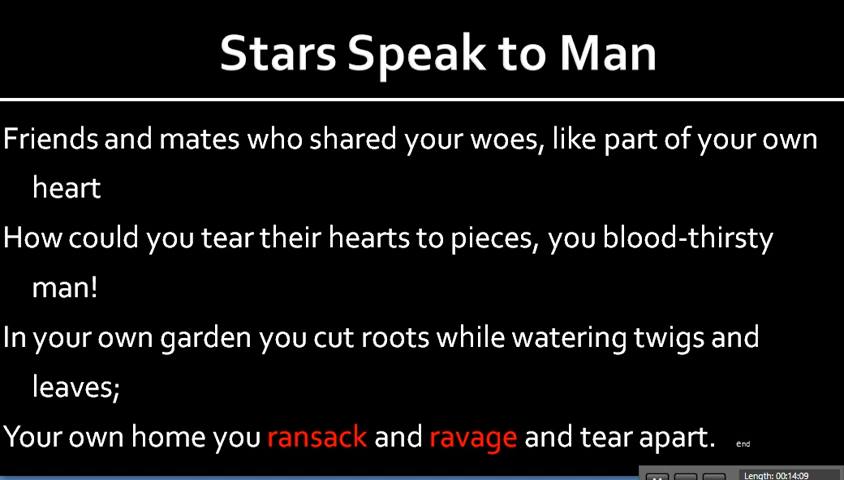 Stars Speak to Man
Friends and mates who shared your woes, like part of your own
heart
How could you tear their hearts to pieces, you blood-thirsty
man!
In your own garden you cut roots while watering twigs and
leaves;
Your own home you ransack and ravage and tear apart. end
Length: 00:14:09